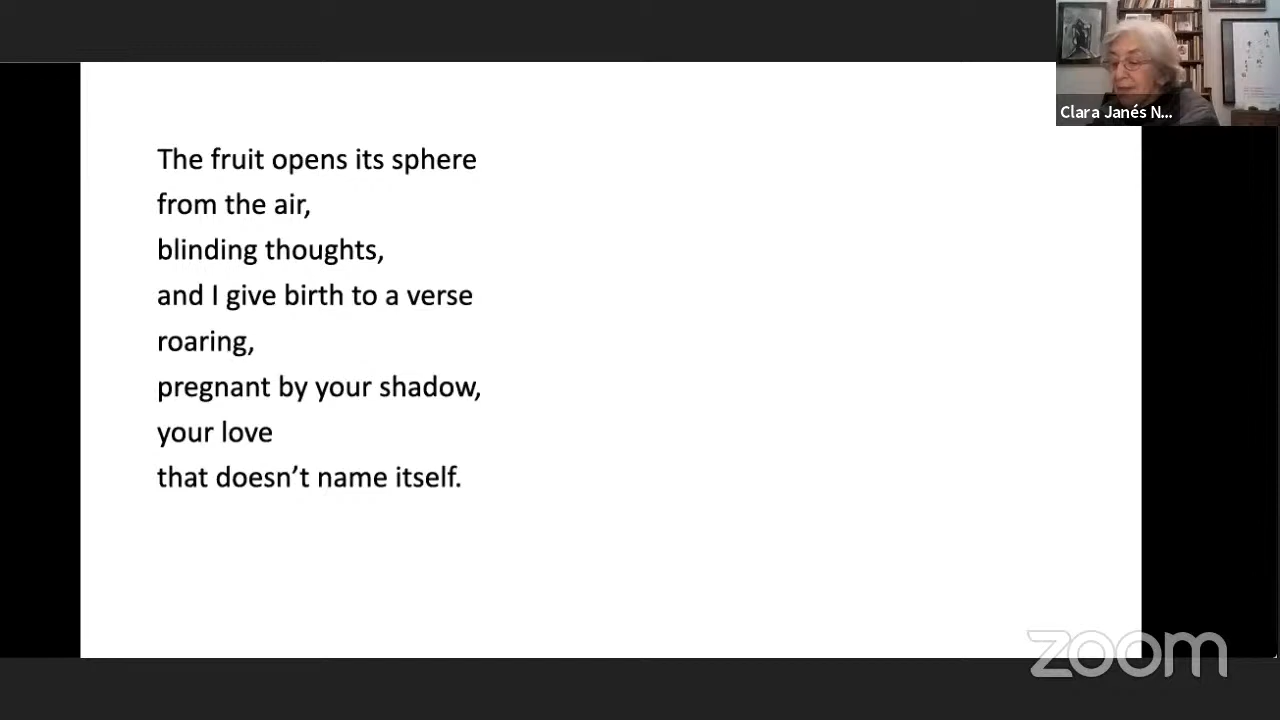 Clara Janés N...
The fruit opens its sphere
from the air,
blinding thoughts,
and I give birth to a verse
roaring,
pregnant by your shadow,
your love
that doesn’t name itself.
zoom